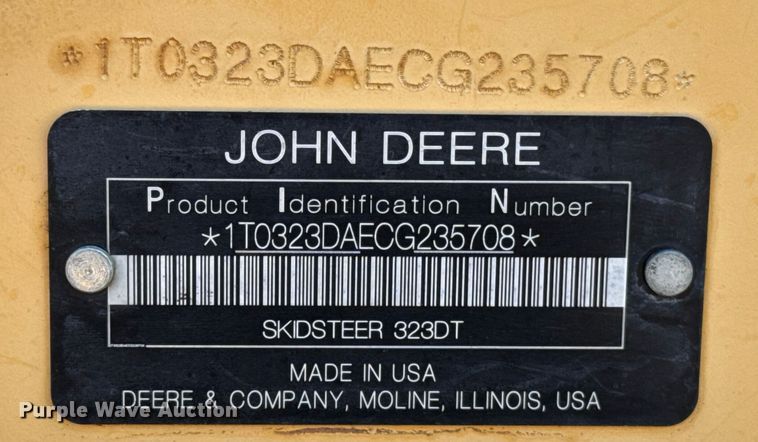 *1T0323DAECG235708*
JOHN DEERE
Product Identification Number
*1T0323DAECG235708*
SKIDSTEER 323DT
MADE IN USA
DEERE & COMPANY, MOLINE, ILLINOIS, USA
Purple Wave Auction